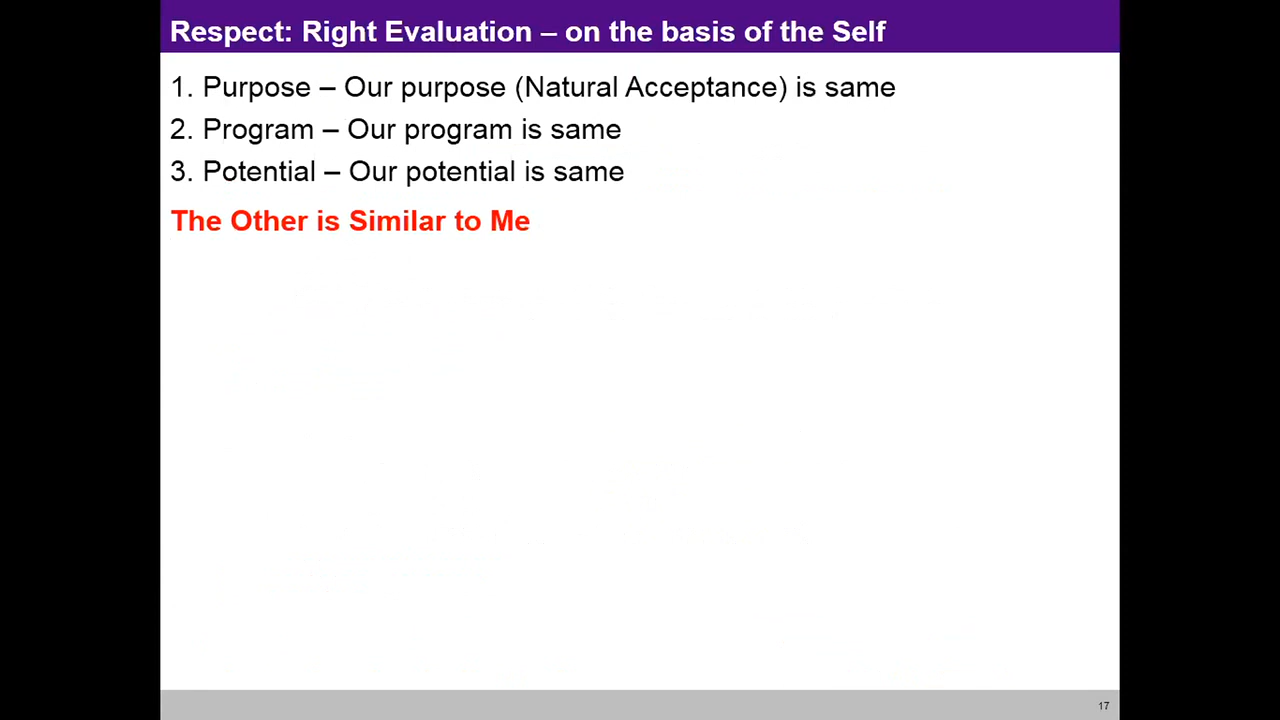 Respect: Right Evaluation – on the basis of the Self
1. Purpose – Our purpose (Natural Acceptance) is same
2. Program – Our program is same
3. Potential – Our potential is same
The Other is Similar to Me
17